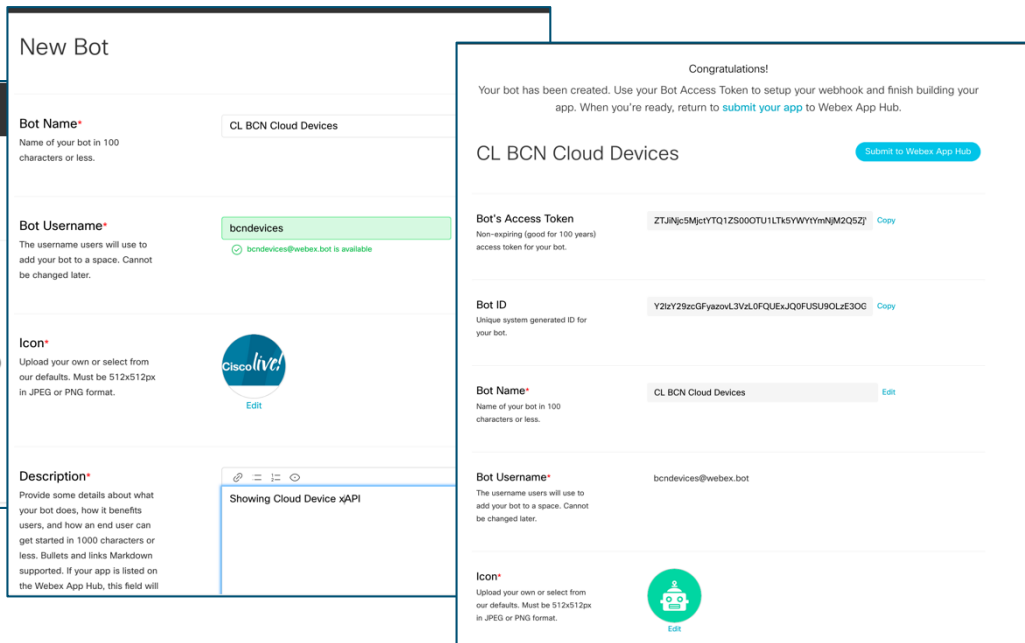 New Bot
Bot Name*
Name of your bot in 100
characters or less.
CL BCN Cloud Devices
Bot Username*
The username users will use to
add your bot to a space. Cannot
be changed later.
bcndevices
bcndevices@webex.bot is available
Icon*
Upload your own or select from
our defaults. Must be 512x512px
in JPEG or PNG format.
Cisco live!
Edit
Description*
Provide some details about what
your bot does, how it benefits
users, and how an end user can
get started in 1000 characters or
less. Bullets and links Markdown
supported. If your app is listed on
the Webex App Hub, this field will
Showing Cloud Device xAPI
Congratulations!
Your bot has been created. Use your Bot Access Token to setup your webhook and finish building your
app. When you're ready, return to submit your app to Webex App Hub.
CL BCN Cloud Devices
Submit to Webex App Hub
Bot's Access Token
Non-expiring (good for 100 years)
access token for your bot.
Copy
Bot ID
Unique system generated ID for
your bot.
Copy
Bot Name*
Name of your bot in 100
characters or less.
CL BCN Cloud Devices
Edit
Bot Username*
The username users will use to
add your bot to a space. Cannot
be changed later.
bcndevices@webex.bot
Icon*
Upload your own or select from
our defaults. Must be 512x512px
in JPEG or PNG format.
Edit